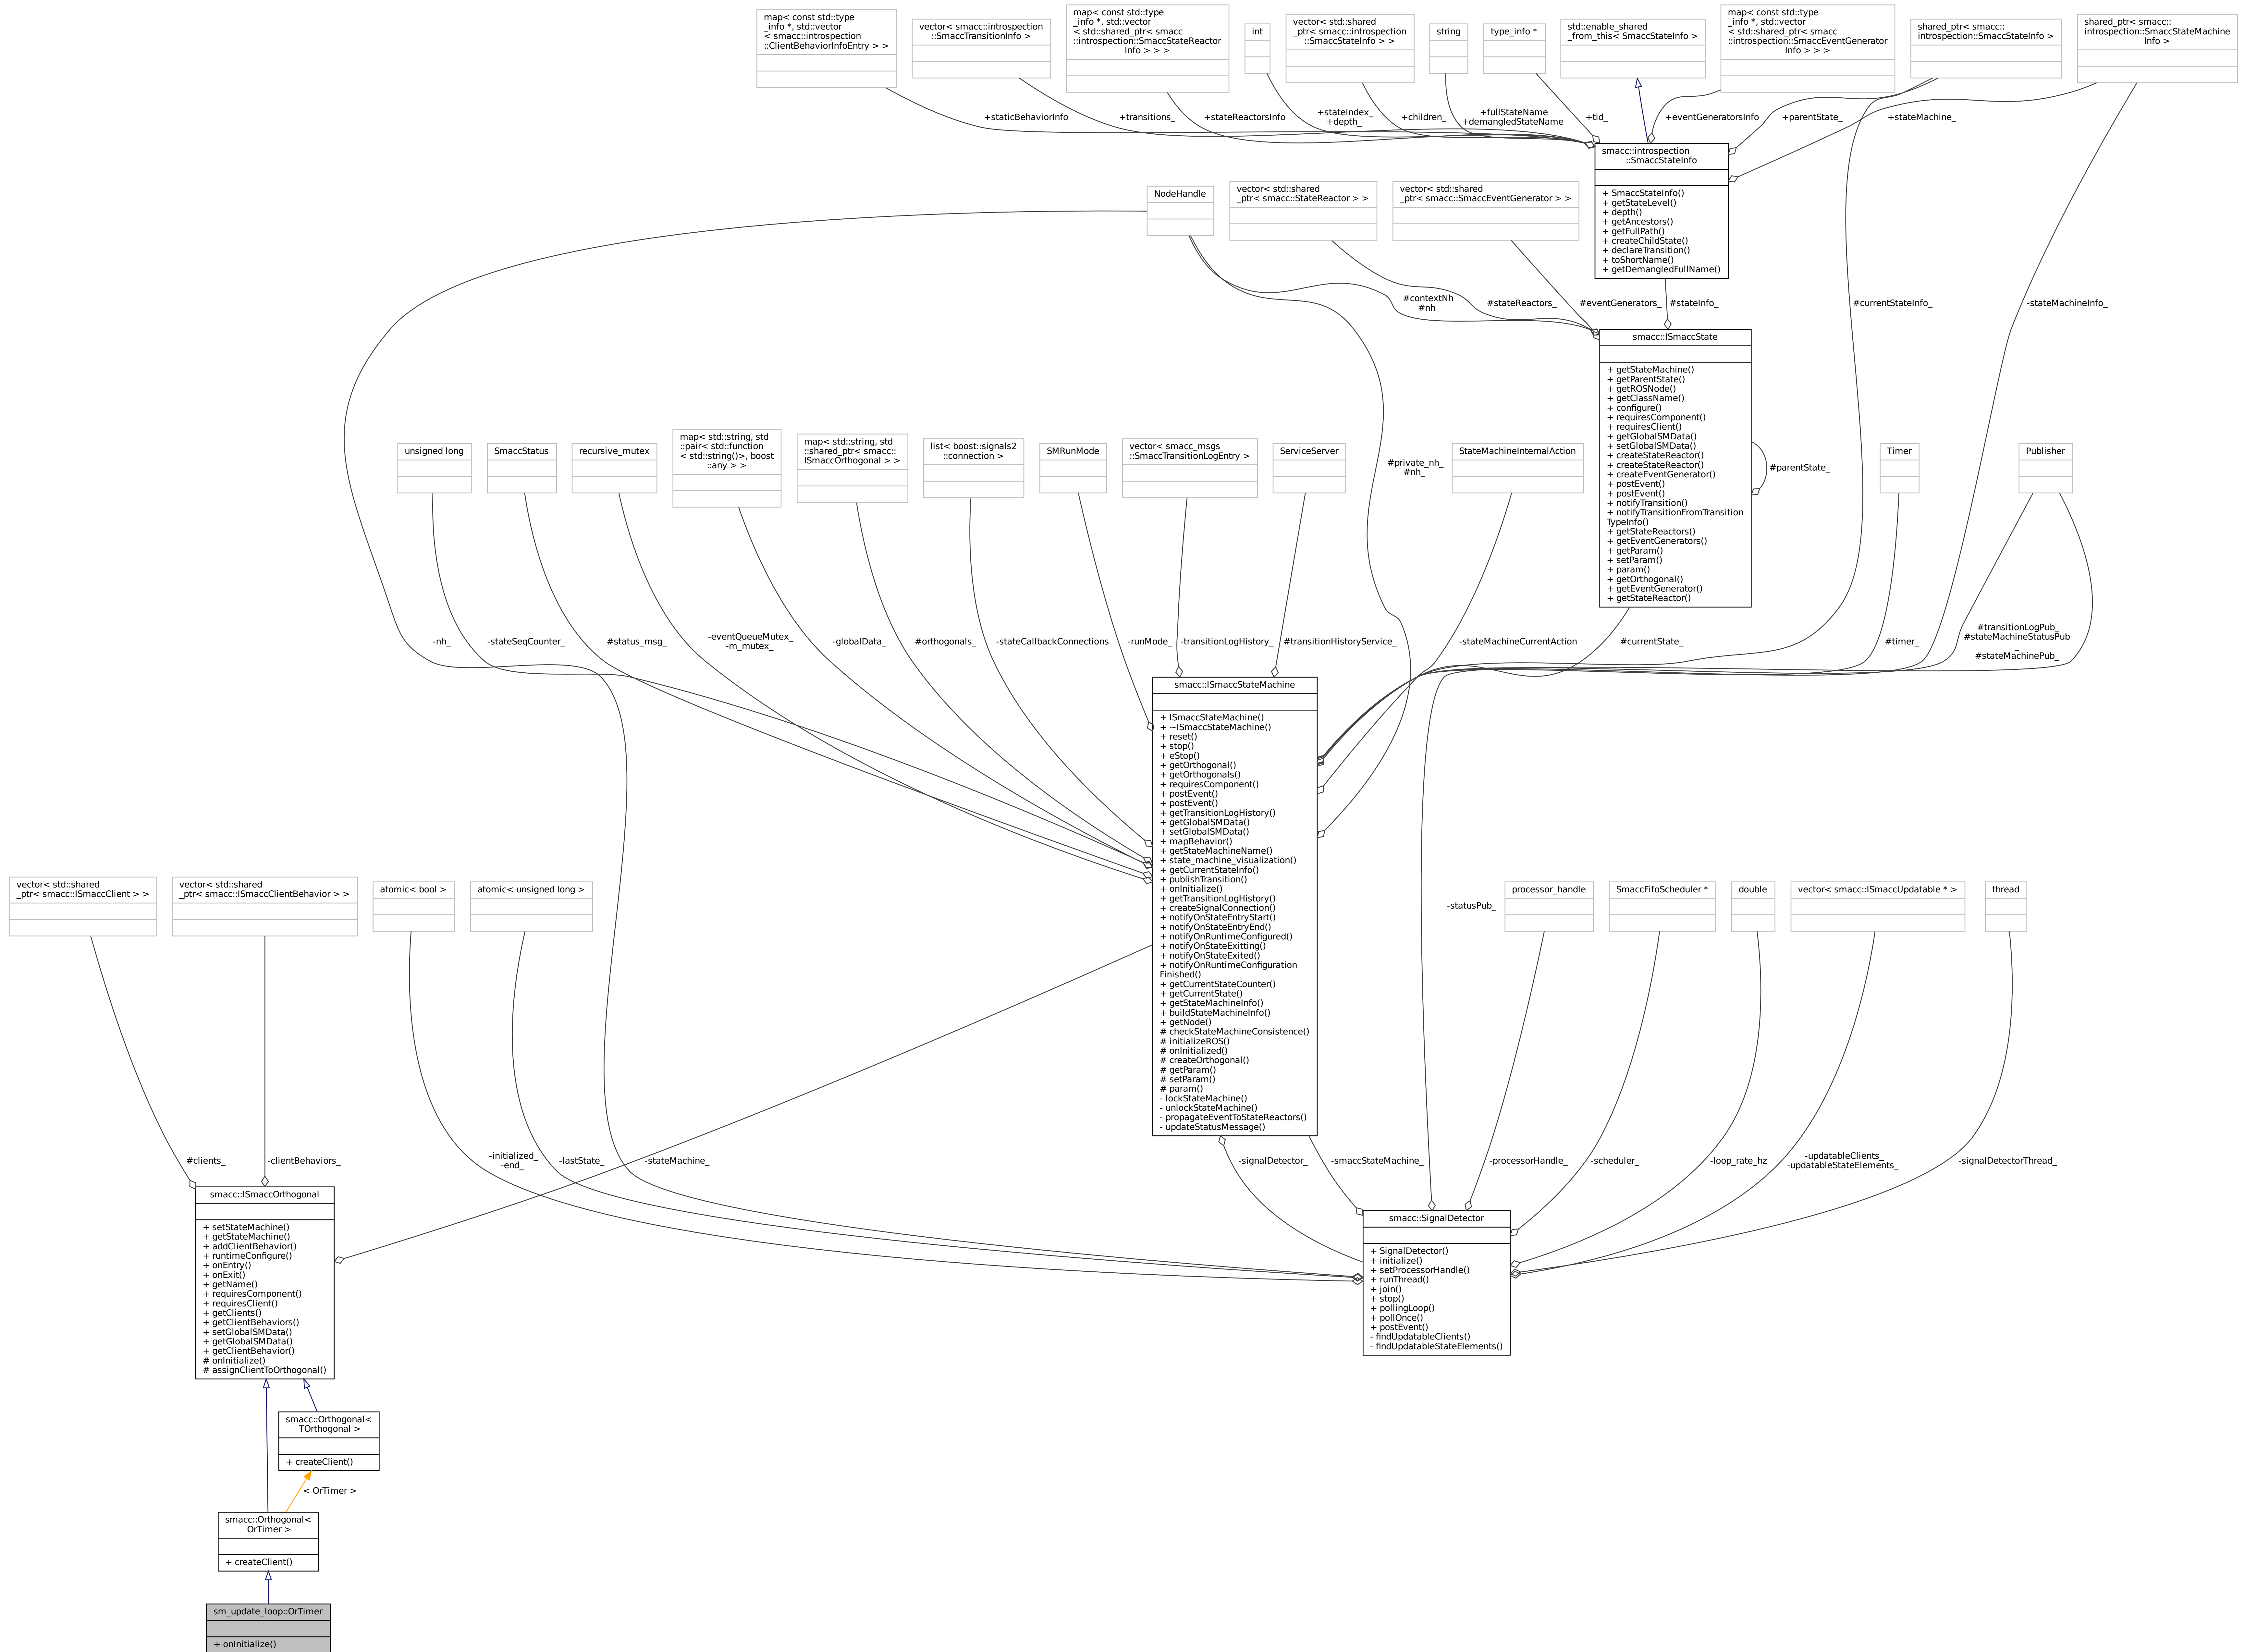 map< const std::type
_info *, std::vector
< smacc::introspection
::ClientBehaviorInfoEntry > >
vector< smacc::introspection
::SmaccTransitionInfo >
map< const std::type
_info *, std::vector
< std::shared_ptr< smacc
::introspection::SmaccStateReactor
Info > > >
int
vector< std::shared
_ptr< smacc::introspection
::SmaccStateInfo > >
string
type_info *
std::enable_shared
_from_this< SmaccStateInfo >
map< const std::type
_info *, std::vector
< std::shared_ptr< smacc
::introspection::SmaccEventGenerator
Info > > >
shared_ptr< smacc::
introspection::SmaccStateInfo >
shared_ptr< smacc::
introspection::SmaccStateMachine
Info >
+staticBehaviorInfo
+transitions_
+stateReactorsInfo
+stateIndex_
+depth_
+children_
+fullStateName
+demangledStateName
+tid_
+eventGeneratorsInfo
+parentState_
+stateMachine_
smacc::introspection
::SmaccStateInfo
+ SmaccStateInfo()
+ getStateLevel()
+ depth()
+ getAncestors()
+ getFullPath()
+ createChildState()
+ declareTransition()
+ toShortName()
+ getDemangledFullName()
NodeHandle
vector< std::shared
_ptr< smacc::StateReactor > >
vector< std::shared
_ptr< smacc::SmaccEventGenerator > >
#contextNh
#nh
#stateReactors_
#eventGenerators_
#stateInfo_
#currentStateInfo_
-stateMachineInfo_
smacc::ISmaccState
+ getStateMachine()
+ getParentState()
+ getROSNode()
+ getClassName()
+ configure()
+ requiresComponent()
+ requiresClient()
+ getGlobalSMData()
+ setGlobalSMData()
+ createStateReactor()
+ createStateReactor()
+ createEventGenerator()
+ postEvent()
+ postEvent()
+ notifyTransition()
+ notifyTransitionFromTransition
TypeInfo()
+ getStateReactors()
+ getEventGenerators()
+ getParam()
+ setParam()
+ param()
+ getOrthogonal()
+ getEventGenerator()
+ getStateReactor()
#parentState_
unsigned long
SmaccStatus
recursive_mutex
map< std::string, std
::pair< std::function
< std::string()>, boost
::any > >
map< std::string, std
::shared_ptr< smacc::
ISmaccOrthogonal > >
list< boost::signals2
::connection >
SMRunMode
vector< smacc_msgs
::SmaccTransitionLogEntry >
ServiceServer
#private_nh_
#nh_
StateMachineInternalAction
Timer
Publisher
-nh_
-stateSeqCounter_
#status_msg_
-eventQueueMutex_
-m_mutex_
-globalData_
#orthogonals_
-stateCallbackConnections
-runMode_
-transitionLogHistory_
#transitionHistoryService_
-stateMachineCurrentAction
#currentState_
#timer_
#transitionLogPub_
#stateMachineStatusPub
_
#stateMachinePub_
smacc::ISmaccStateMachine
+ ISmaccStateMachine()
+ ~ISmaccStateMachine()
+ reset()
+ stop()
+ eStop()
+ getOrthogonal()
+ getOrthogonals()
+ requiresComponent()
+ postEvent()
+ postEvent()
+ getTransitionLogHistory()
+ getGlobalSMData()
+ setGlobalSMData()
+ mapBehavior()
+ getStateMachineName()
+ state_machine_visualization()
+ getCurrentStateInfo()
+ publishTransition()
+ onInitialize()
+ getTransitionLogHistory()
+ createSignalConnection()
+ notifyOnStateEntryStart()
+ notifyOnStateEntryEnd()
+ notifyOnRuntimeConfigured()
+ notifyOnStateExitting()
+ notifyOnStateExited()
+ notifyOnRuntimeConfiguration
Finished()
+ getCurrentStateCounter()
+ getCurrentState()
+ getStateMachineInfo()
+ buildStateMachineInfo()
+ getNode()
# checkStateMachineConsistence()
# initializeROS()
# onInitialized()
# createOrthogonal()
# getParam()
# setParam()
# param()
- lockStateMachine()
- unlockStateMachine()
- propagateEventToStateReactors()
- updateStatusMessage()
vector< std::shared
_ptr< smacc::ISmaccClient > >
vector< std::shared
_ptr< smacc::ISmaccClientBehavior > >
atomic< bool >
atomic< unsigned long >
-statusPub_
processor_handle
SmaccFifoScheduler *
double
vector< smacc::ISmaccUpdatable * >
thread
#clients_
-clientBehaviors_
-initialized_
-end_
-lastState_
-stateMachine_
-signalDetector_
-smaccStateMachine_
-processorHandle_
-scheduler_
-loop_rate_hz
-updatableClients_
-updatableStateElements_
-signalDetectorThread_
smacc::ISmaccOrthogonal
+ setStateMachine()
+ getStateMachine()
+ addClientBehavior()
+ runtimeConfigure()
+ onEntry()
+ onExit()
+ getName()
+ requiresComponent()
+ requiresClient()
+ getClients()
+ getClientBehaviors()
+ setGlobalSMData()
+ getGlobalSMData()
+ getClientBehavior()
# onInitialize()
# assignClientToOrthogonal()
smacc::SignalDetector
+ SignalDetector()
+ initialize()
+ setProcessorHandle()
+ runThread()
+ join()
+ stop()
+ pollingLoop()
+ pollOnce()
+ postEvent()
- findUpdatableClients()
- findUpdatableStateElements()
smacc::Orthogonal<
TOrthogonal >
+ createClient()
< OrTimer >
smacc::Orthogonal<
OrTimer >
+ createClient()
sm_update_loop::OrTimer
+ onInitialize()